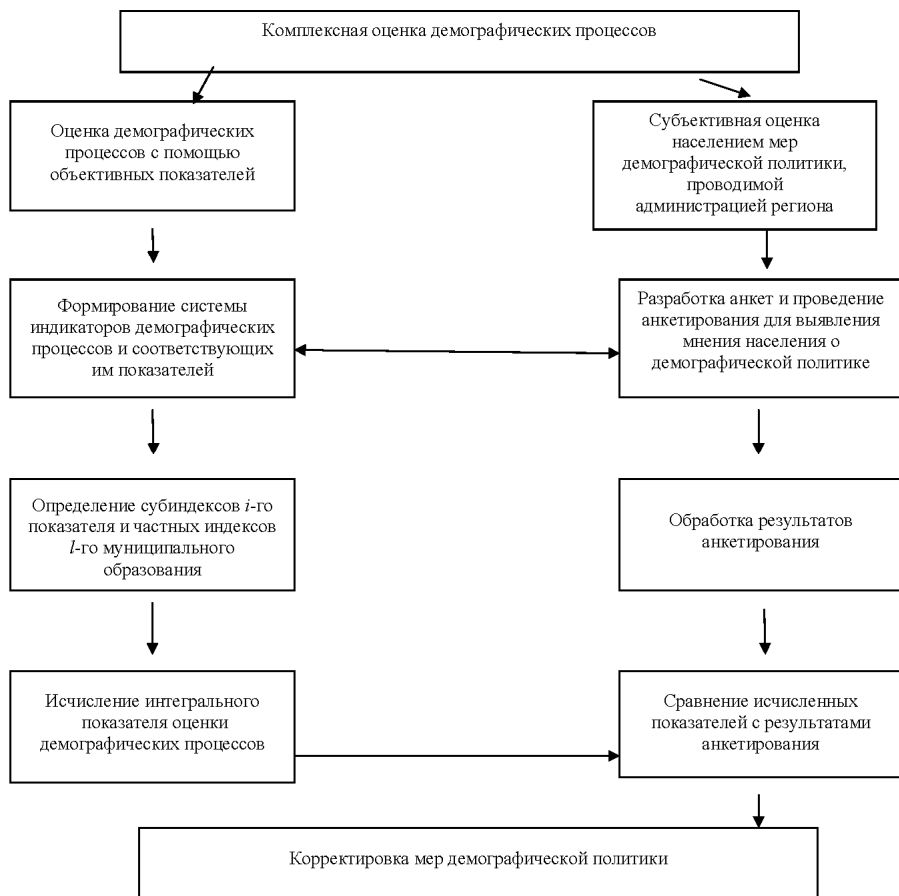 Комплексная оценка демографических процессов
Оценка демографических
процессов с помощью
объективных показателей
Субъективная оценка
населением мер
демографической политики,
проводимой
администрацией региона
Формирование системы
индикаторов демографических
процессов и соответствующих
им показателей
Разработка анкет и проведение
анкетирования для выявления
мнения населения о
демографической политике
Определение субиндексов i-го
показателя и частных индексов
l-го муниципального
образования
Обработка результатов
анкетирования
Исчисление интегрального
показателя оценки
демографических процессов
Сравнение исчисленных
показателей с результатами
анкетирования
Корректировка мер демографической политики